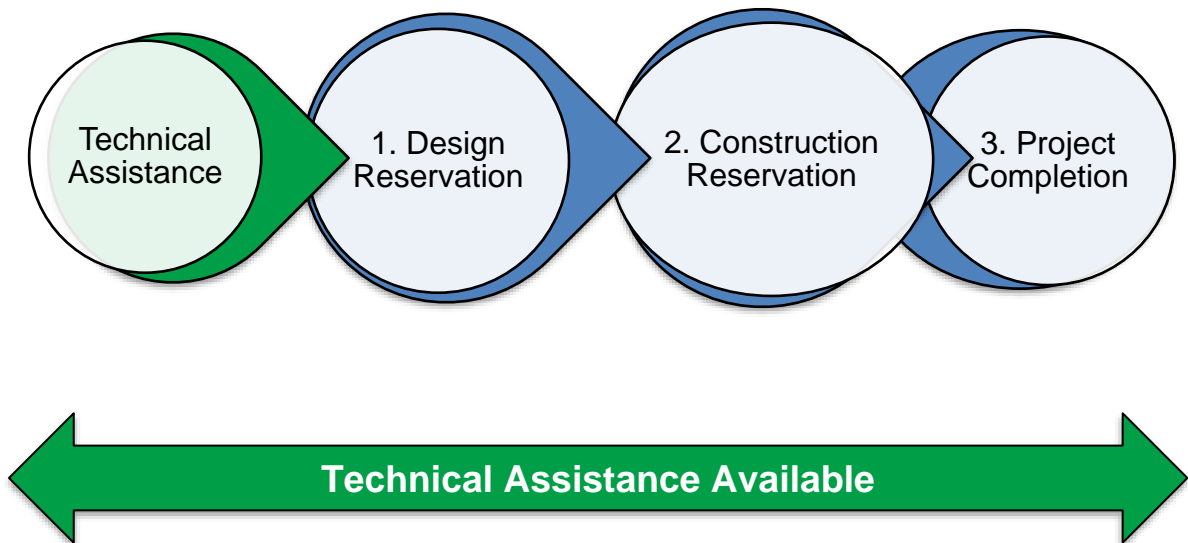 Technical
Assistance
1. Design
Reservation
2. Construction
Reservation
3. Project
Completion
Technical Assistance Available